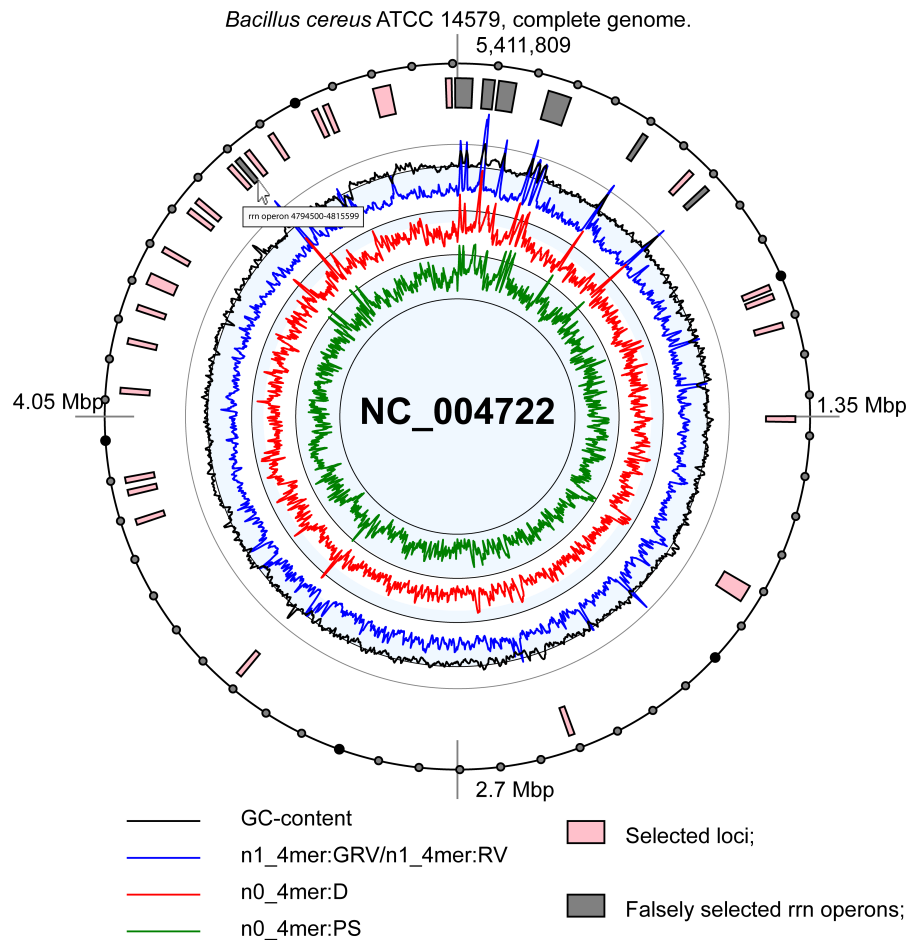 Bacillus cereus ATCC 14579, complete genome.
5,411,809
rrn operon 4794500-4815599
4.05 Mbp
NC_004722
1.35 Mbp
2.7 Mbp
GC-content
n1_4mer:GRV/n1_4mer:RV
n0_4mer:D
n0_4mer:PS
Selected loci;
Falsely selected rrn operons;